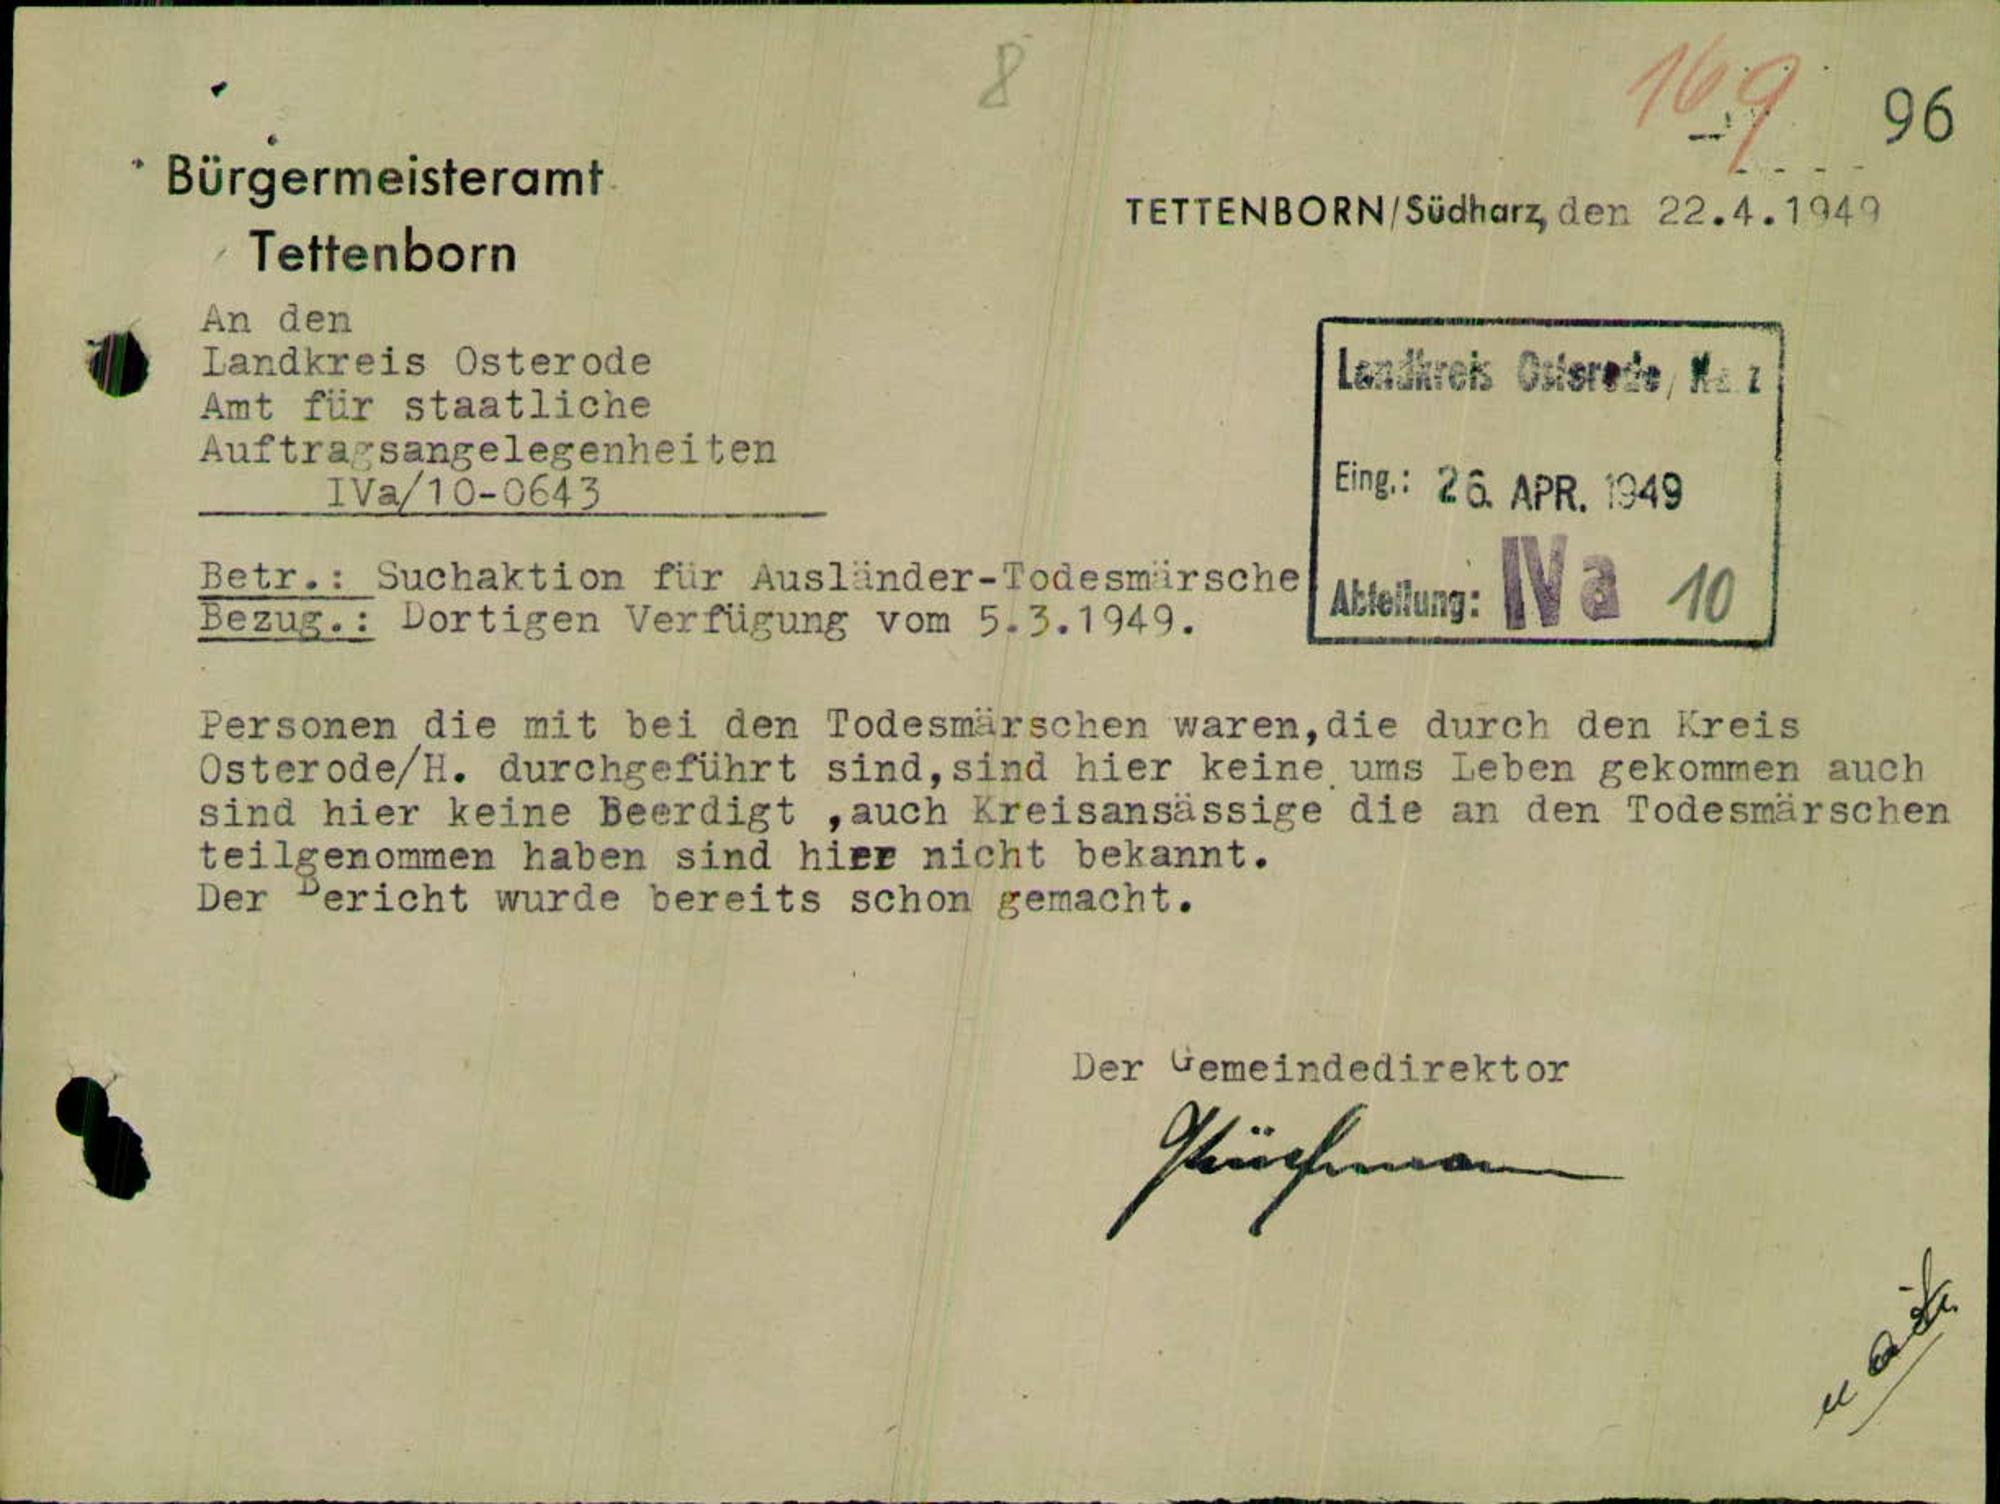 8
169
96
Bürgermeisteramt
Tettenborn
TETTENBORN/Südharz, den 22.4.1949
An den
Landkreis Osterode
Amt für staatliche
Auftragsangelegenheiten
IVa/10-0643
Landkreis Osterode, Harz
Eing.: 26. APR. 1949
Abteilung: IVa 10
Betr.: Suchaktion für Ausländer-Todesmärsche
Bezug.: Dortigen Verfügung vom 5.3.1949.
Personen die mit bei den Todesmärschen waren,die durch den Kreis
Osterode/H. durchgeführt sind,sind hier keine ums Leben gekommen auch
sind hier keine Beerdigt ,auch Kreisansässige die an den Todesmärschen
teilgenommen haben sind hier nicht bekannt.
Der Bericht wurde bereits schon gemacht.
Der Gemeindedirektor